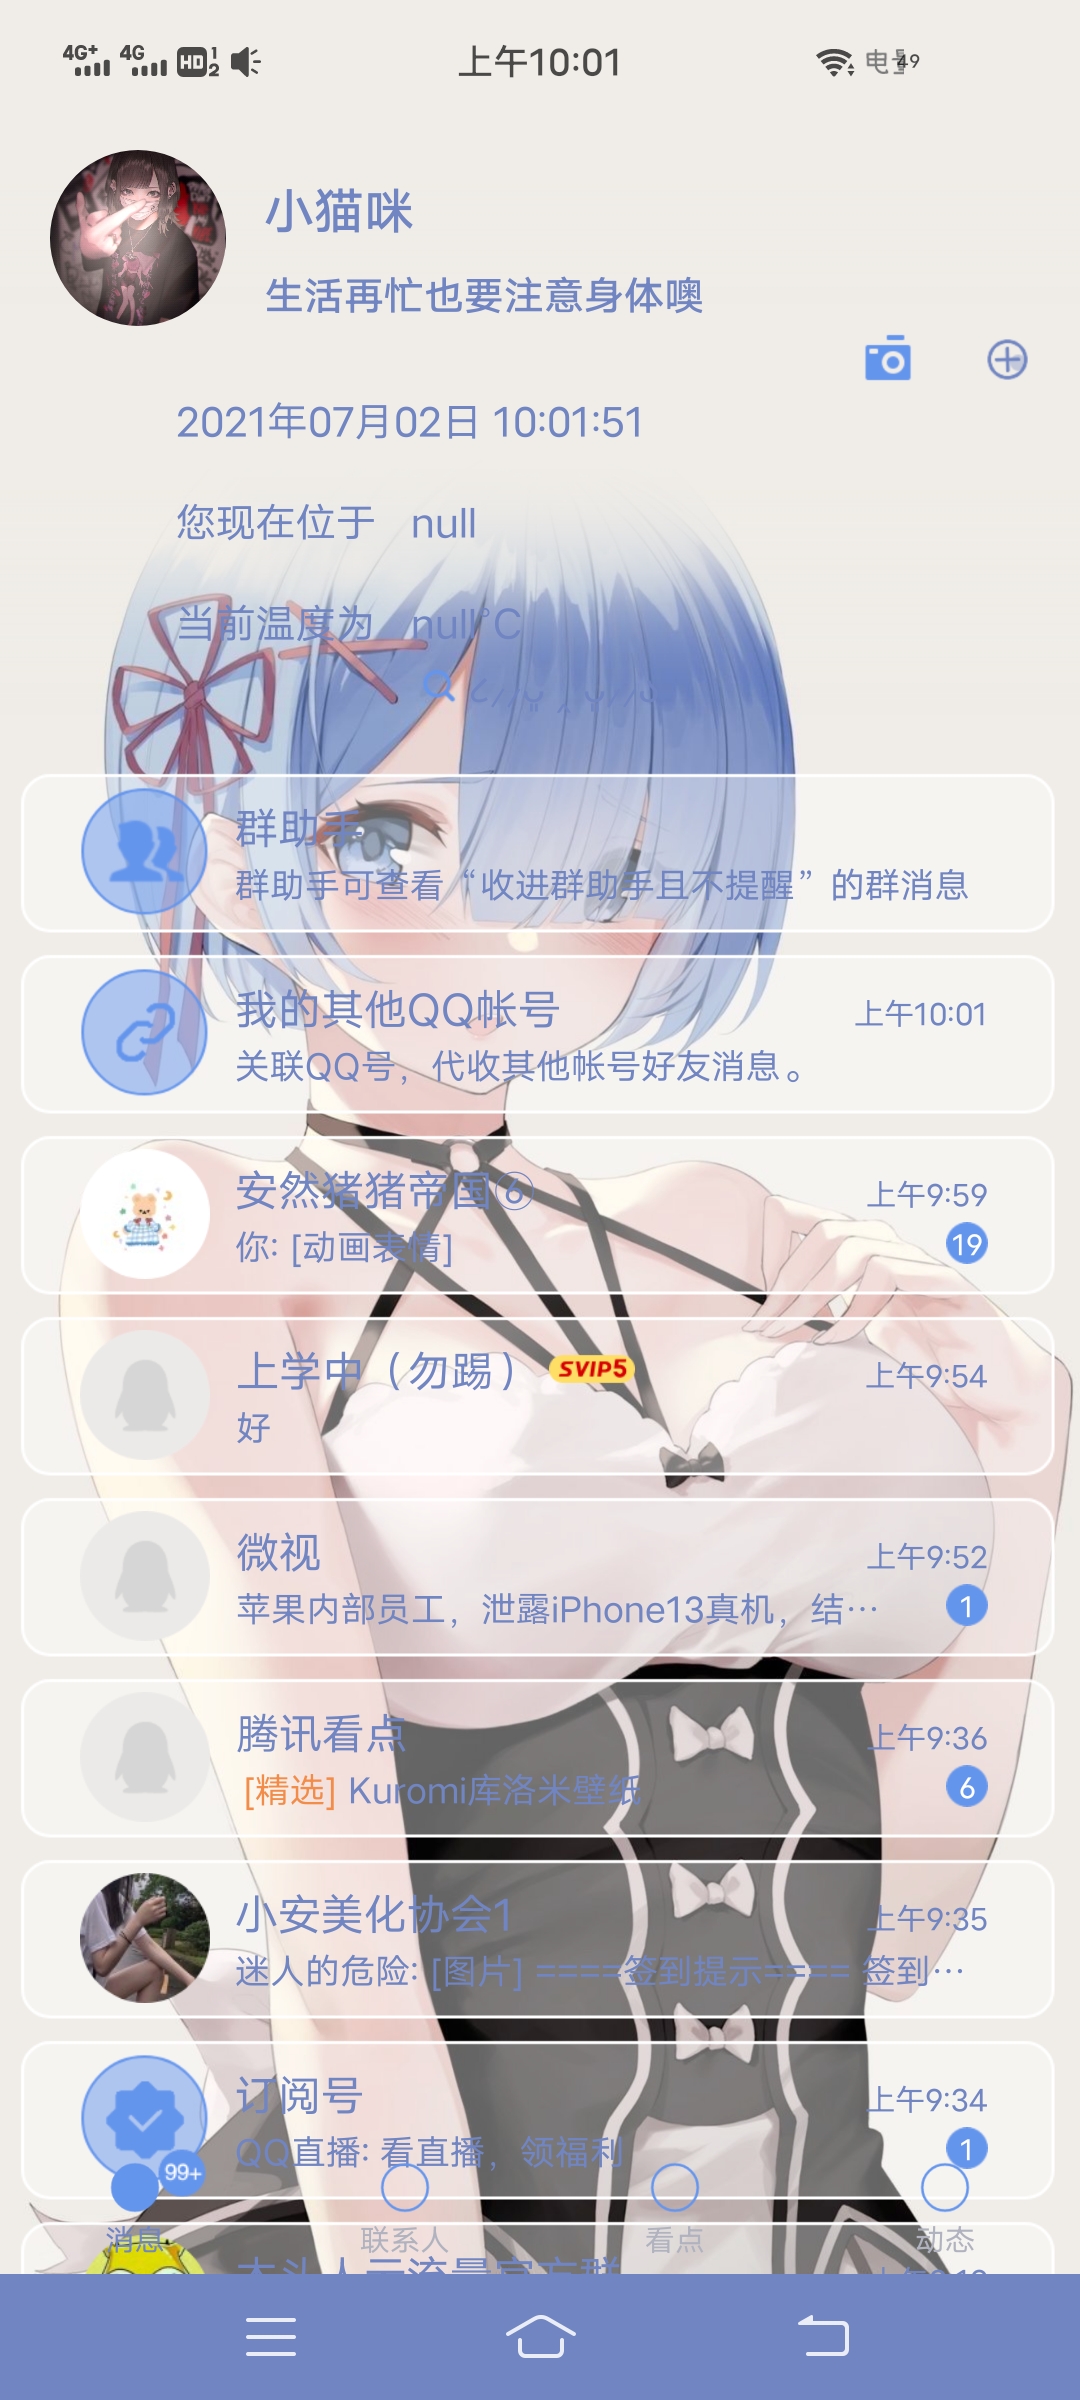 4G+ 4G HD 1 2 上午10:01 电量 49
小猫咪
生活再忙也要注意身体噢
2021年07月02日 10:01:51
您现在位于 null
当前温度为 null°C
群助手
群助手可查看“收进群助手且不提醒”的群消息
我的其他QQ帐号 上午10:01
关联QQ号，代收其他帐号好友消息。
安然猪猪帝国⑥ 上午9:59
你: [动画表情] 19
上学中（勿踢） SVIP5 上午9:54
好
微视 上午9:52
苹果内部员工，泄露iPhone13真机，结… 1
腾讯看点 上午9:36
[精选] Kuromi库洛米壁纸 6
小安美化协会1 上午9:35
迷人的危险: [图片] ====签到提示==== 签到…
订阅号 上午9:34
QQ直播: 看直播，领福利 1
99+
消息 联系人 看点 动态